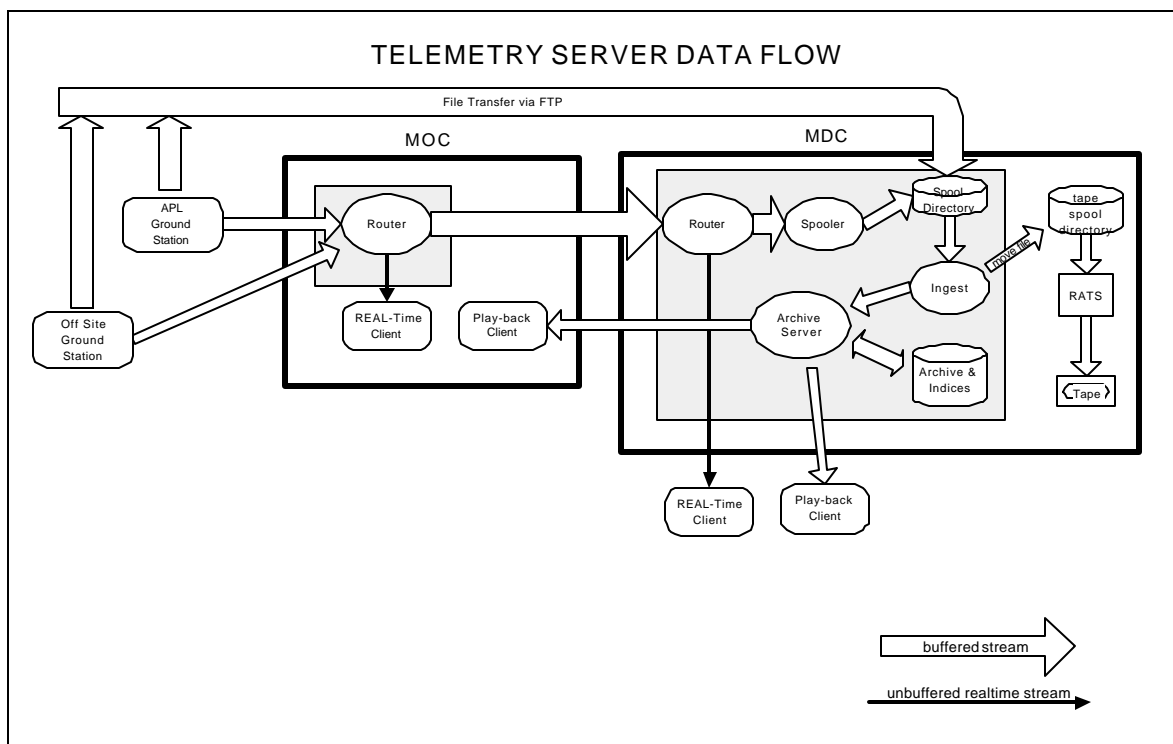 TELEMETRY SERVER DATA FLOW
File Transfer via FTP
MOC
MDC
APL
Ground
Station
Router
Router
Spooler
Spool
Directory
tape
spool
directory
move file
Ingest
RATS
Off Site
Ground
Station
REAL-Time
Client
Play-back
Client
Archive
Server
Archive &
Indices
Tape
REAL-Time
Client
Play-back
Client
buffered stream
unbuffered realtime stream